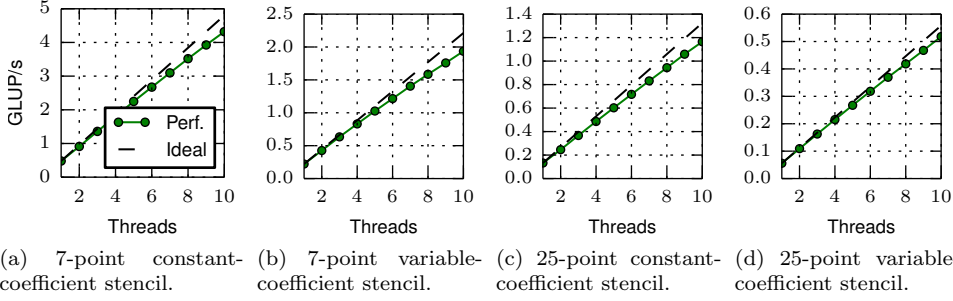 5
4
3
2
1
0
GLUP/s
Perf.
Ideal
2 4 6 8 10
Threads
2.5
2.0
1.5
1.0
0.5
0.0
2 4 6 8 10
Threads
1.4
1.2
1.0
0.8
0.6
0.4
0.2
0.0
2 4 6 8 10
Threads
0.6
0.5
0.4
0.3
0.2
0.1
0.0
2 4 6 8 10
Threads
(a) 7-point constant-
coefficient stencil.
(b) 7-point variable-
coefficient stencil.
(c) 25-point constant-
coefficient stencil.
(d) 25-point variable
coefficient stencil.